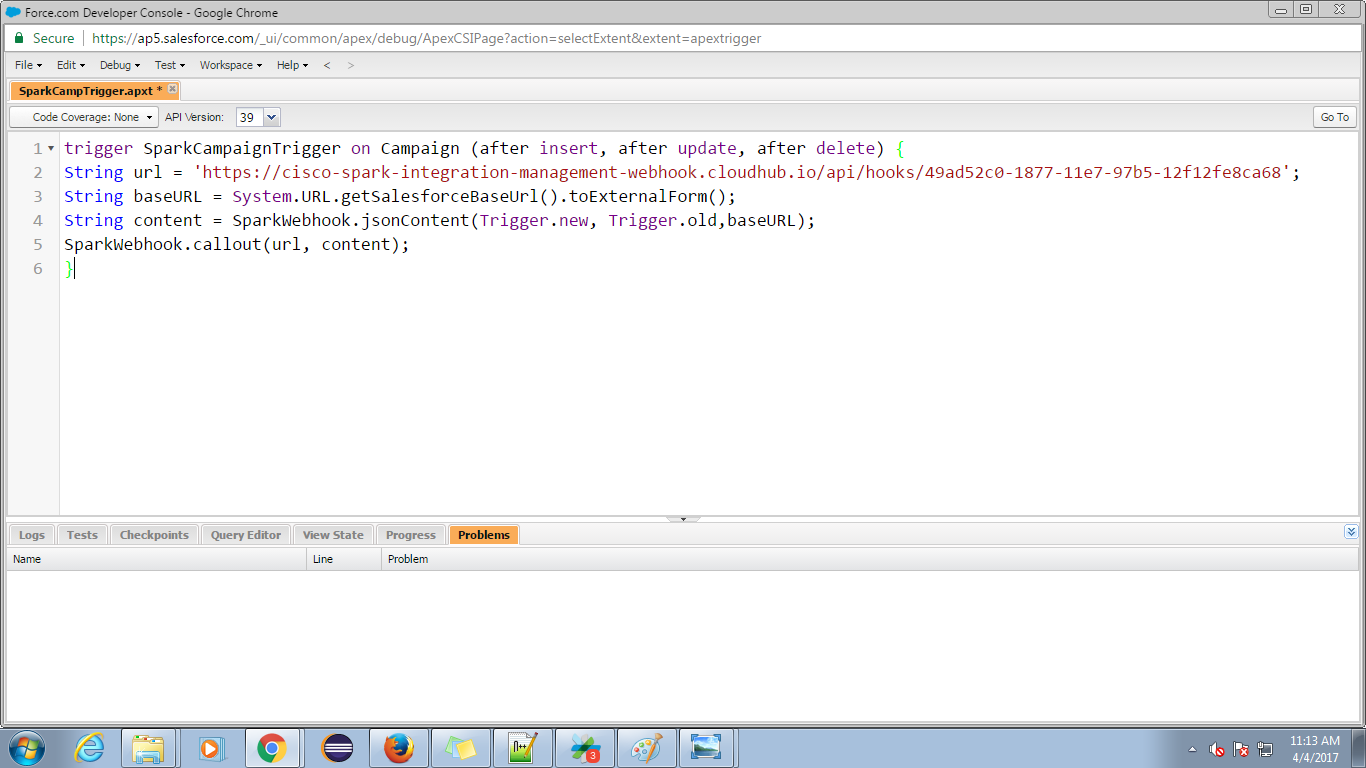 Force.com Developer Console - Google Chrome
Secure https://ap5.salesforce.com/_ui/common/apex/debug/ApexCSIPage?action=selectExtent&extent=apextrigger
File Edit Debug Test Workspace Help < >
SparkCampTrigger.apxt *
Code Coverage: None API Version: 39 Go To
1 trigger SparkCampaignTrigger on Campaign (after insert, after update, after delete) {
2 String url = 'https://cisco-spark-integration-management-webhook.cloudhub.io/api/hooks/49ad52c0-1877-11e7-97b5-12f12fe8ca68';
3 String baseURL = System.URL.getSalesforceBaseUrl().toExternalForm();
4 String content = SparkWebhook.jsonContent(Trigger.new, Trigger.old,baseURL);
5 SparkWebhook.callout(url, content);
6 }
Logs Tests Checkpoints Query Editor View State Progress Problems
Name Line Problem
3
11:13 AM
4/4/2017